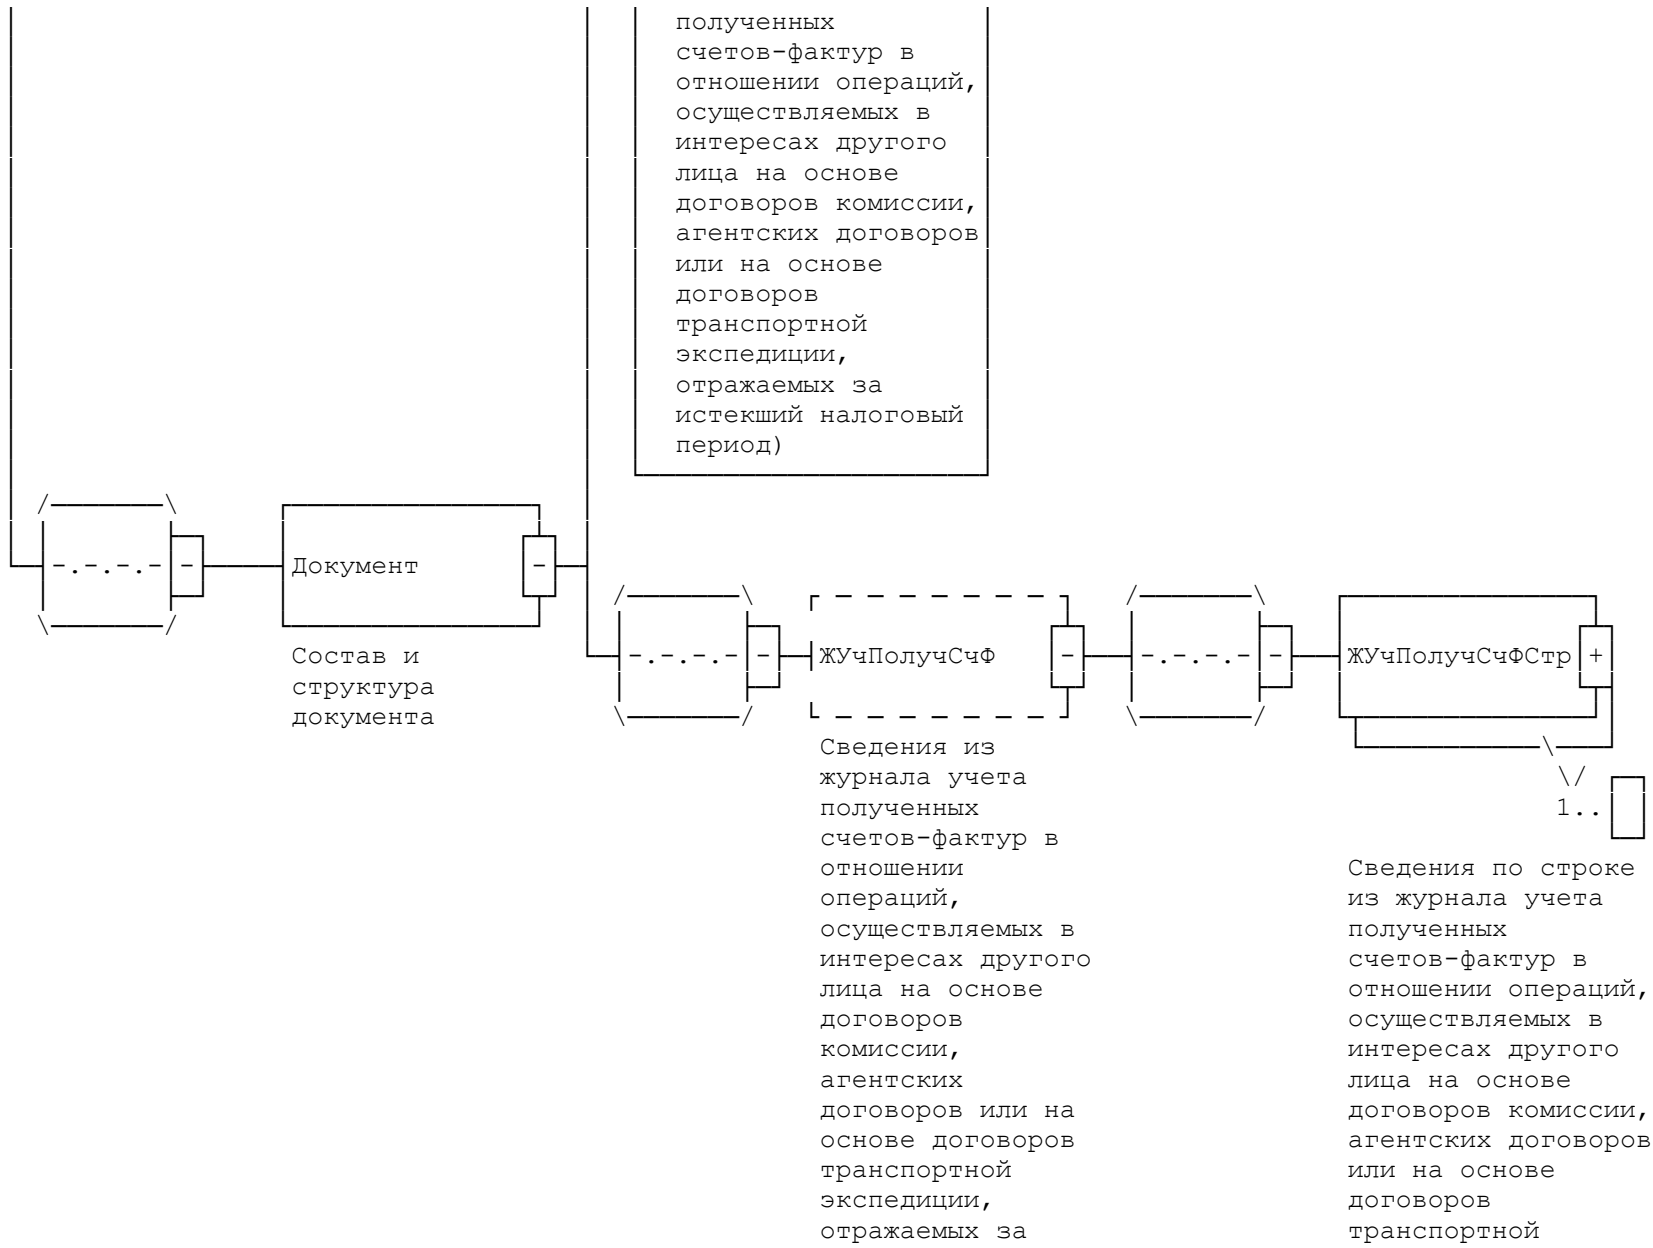 полученных
счетов-фактур в
отношении операций,
осуществляемых в
интересах другого
лица на основе
договоров комиссии,
агентских договоров
или на основе
договоров
транспортной
экспедиции,
отражаемых за
истекший налоговый
период)
-.-.-.- - Документ -
Состав и
структура
документа
-.-.-.- - ЖУчПолучСчФ - -.-.-.- - ЖУчПолучСчФСтр +
1..
Сведения из
журнала учета
полученных
счетов-фактур в
отношении
операций,
осуществляемых в
интересах другого
лица на основе
договоров
комиссии,
агентских
договоров или на
основе договоров
транспортной
экспедиции,
отражаемых за
Сведения по строке
из журнала учета
полученных
счетов-фактур в
отношении операций,
осуществляемых в
интересах другого
лица на основе
договоров комиссии,
агентских договоров
или на основе
договоров
транспортной